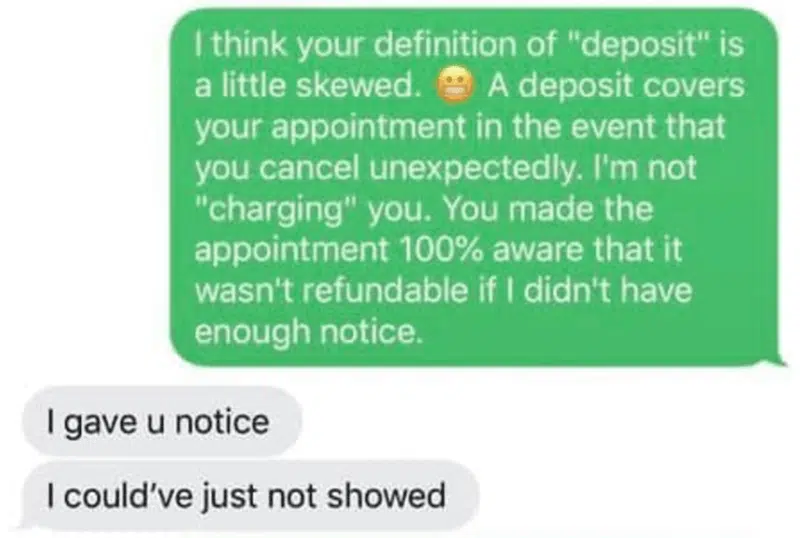 I think your definition of "deposit" is
a little skewed. 😬 A deposit covers
your appointment in the event that
you cancel unexpectedly. I'm not
"charging" you. You made the
appointment 100% aware that it
wasn't refundable if I didn't have
enough notice.
I gave u notice
I could've just not showed